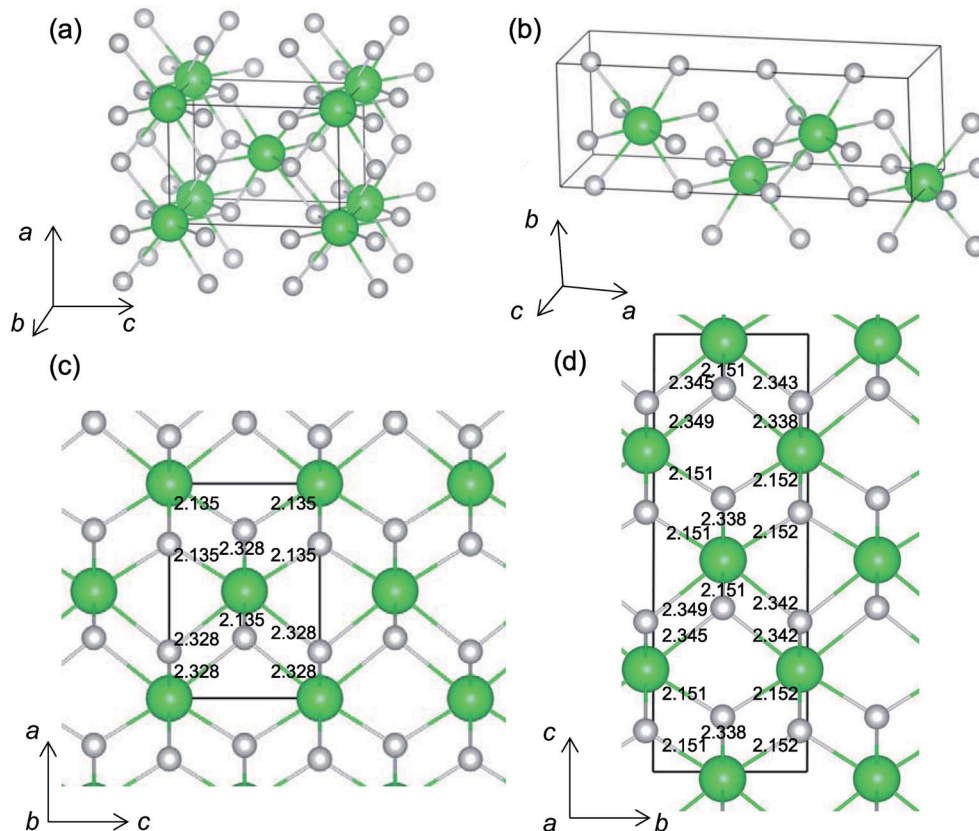 (a)
(b)
a
b
c
b
c
a
(c)
(d)
2.135 2.135
2.135 2.328 2.135
2.135
2.328 2.328
2.328 2.328
a
b
c
2.151
2.345 2.343
2.349 2.338
2.151 2.152
2.338
2.151 2.152
2.151
2.349 2.342
2.345 2.342
2.151 2.152
2.338
2.151 2.152
c
a
b